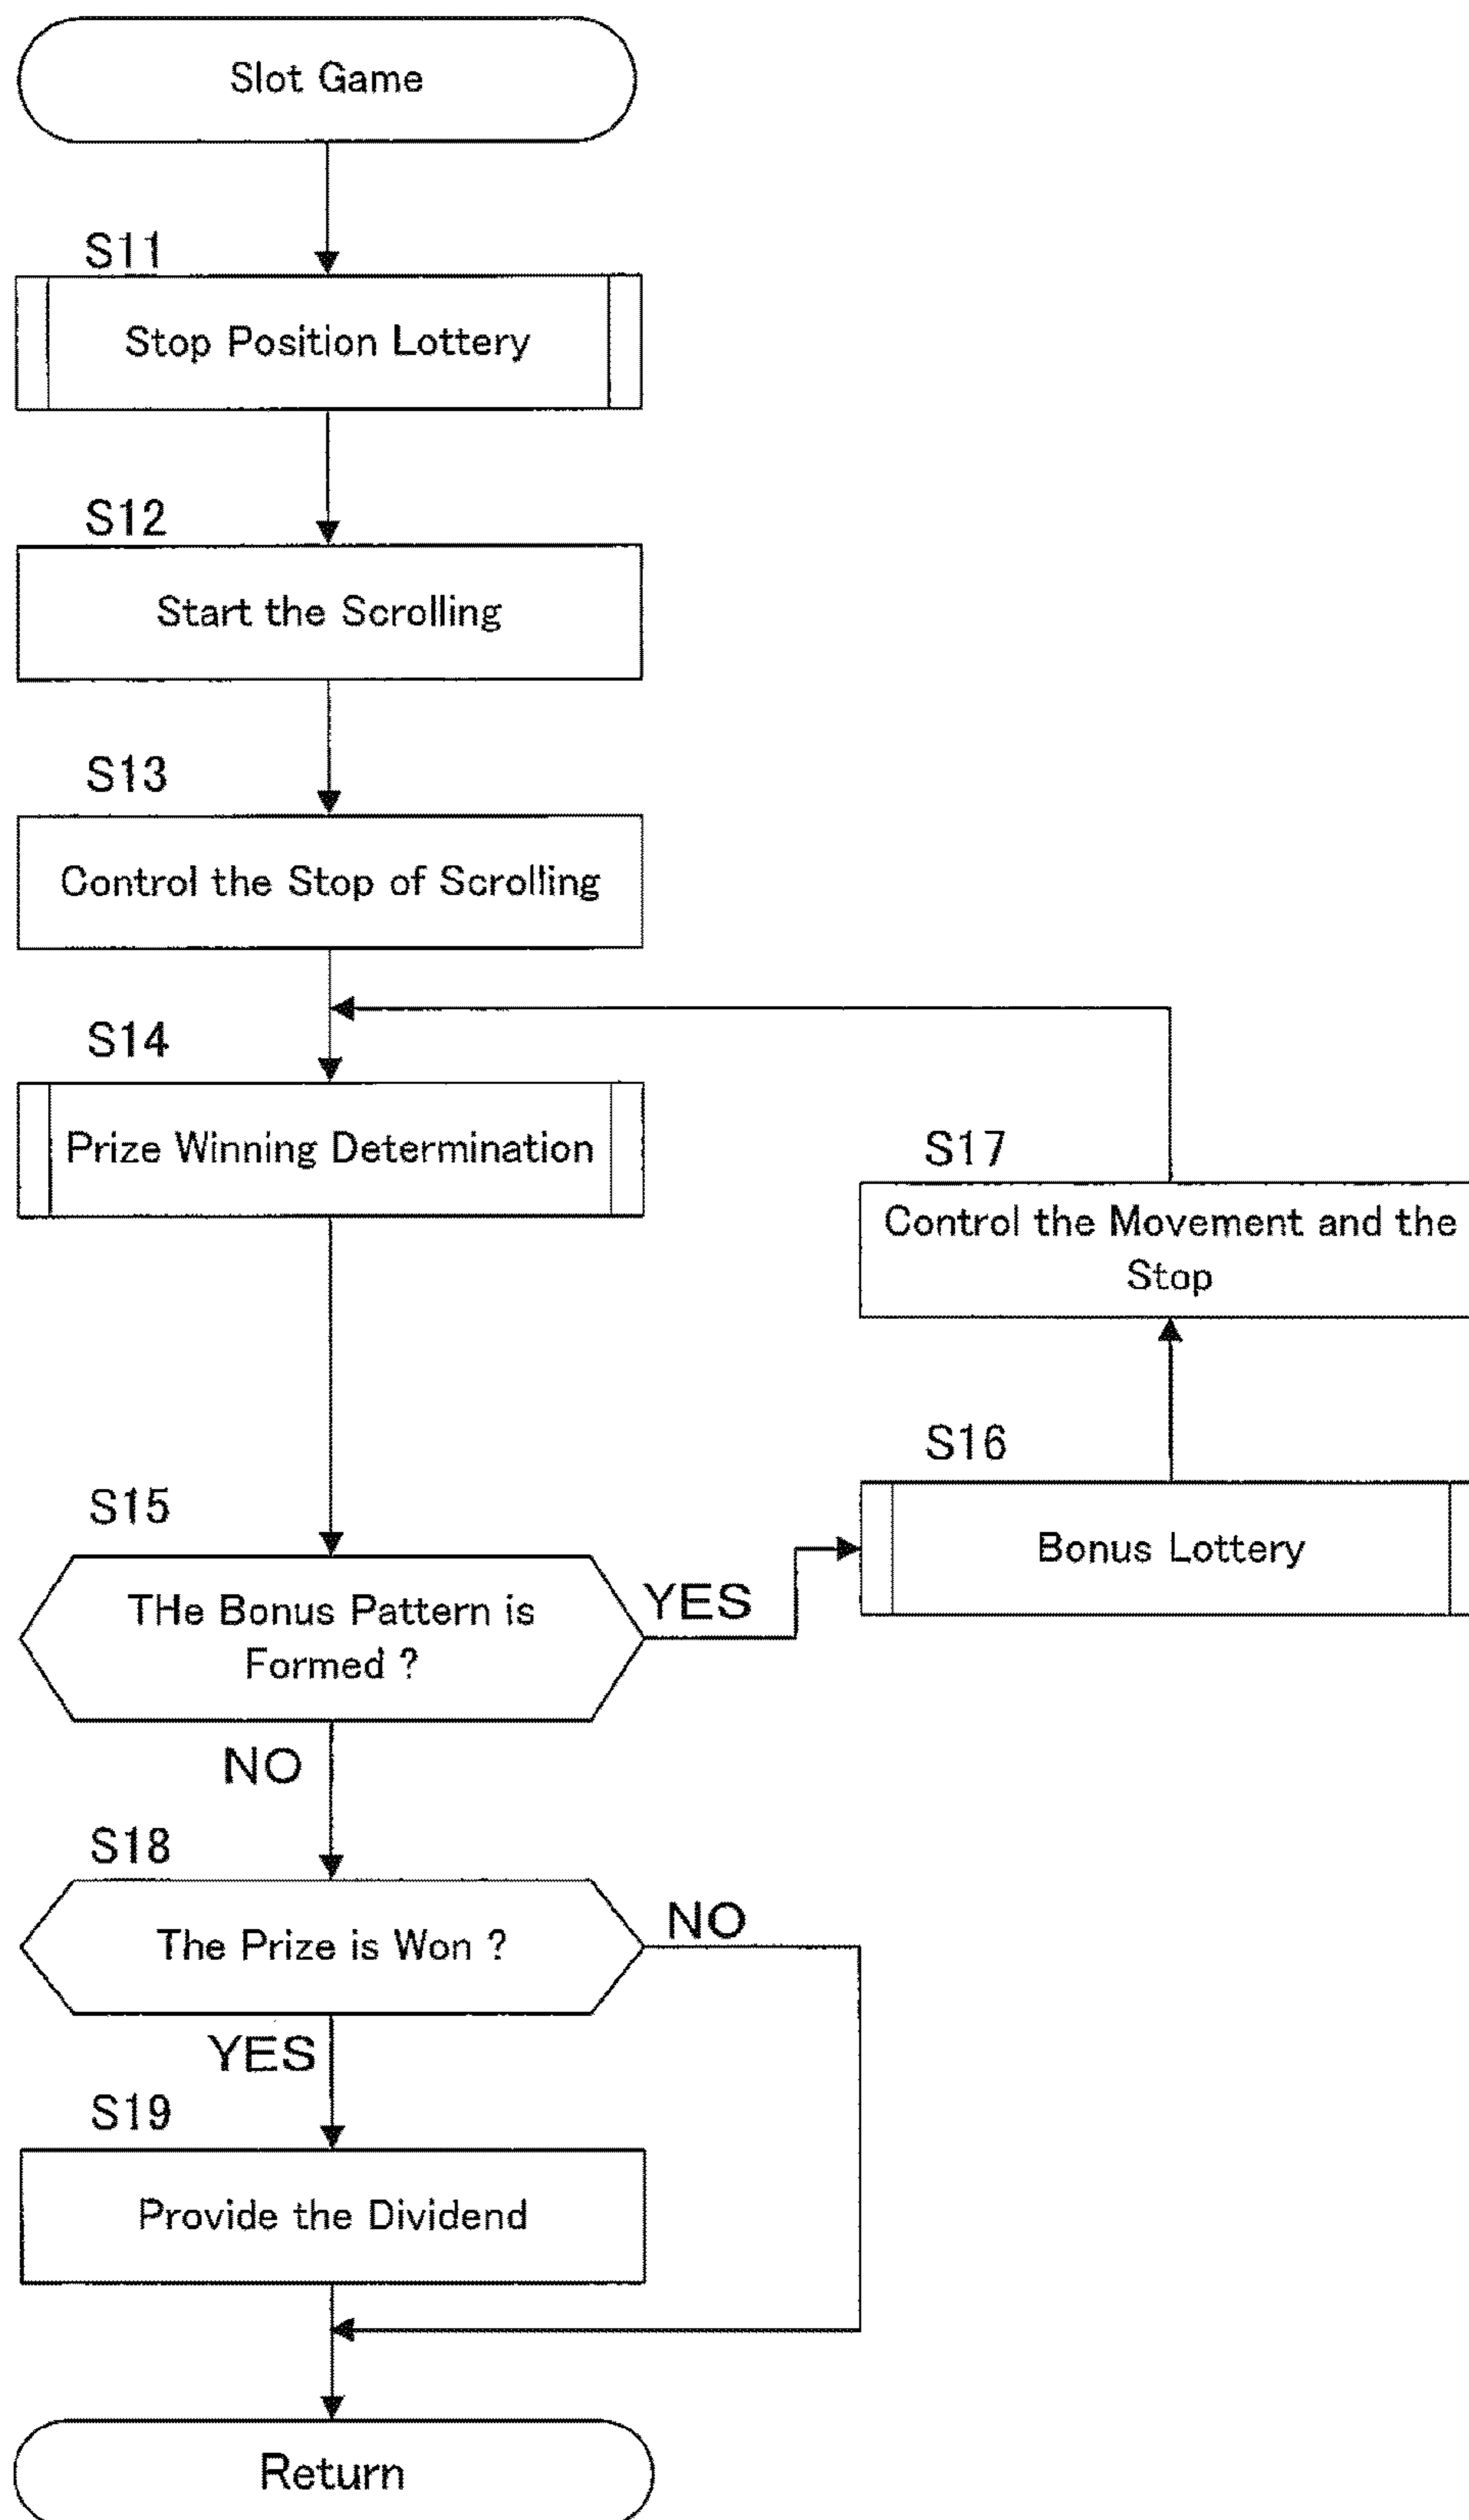 Slot Game
S11
Stop Position Lottery
S12
Start the Scrolling
S13
Control the Stop of Scrolling
S14
Prize Winning Determination
S17
Control the Movement and the
Stop
S16
Bonus Lottery
S15
THe Bonus Pattern is
Formed ?
YES
NO
S18
The Prize is Won ?
NO
YES
S19
Provide the Dividend
Return